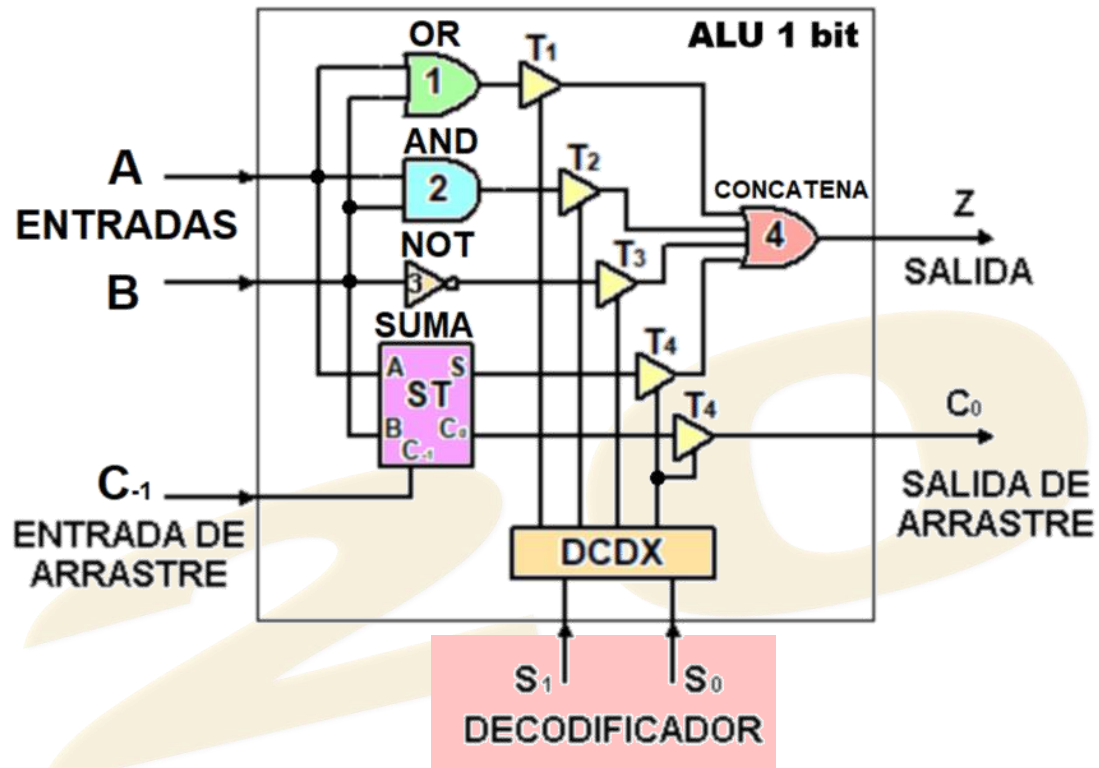 ALU 1 bit
OR
1
T1
AND
2
T2
CONCATENA
4
Z
SALIDA
A
ENTRADAS
B
NOT
3
T3
SUMA
A S
ST
B C0
C-1
T4
T4
C0
SALIDA DE
ARRASTRE
C-1
ENTRADA DE
ARRASTRE
DCDX
S1 S0
DECODIFICADOR
20